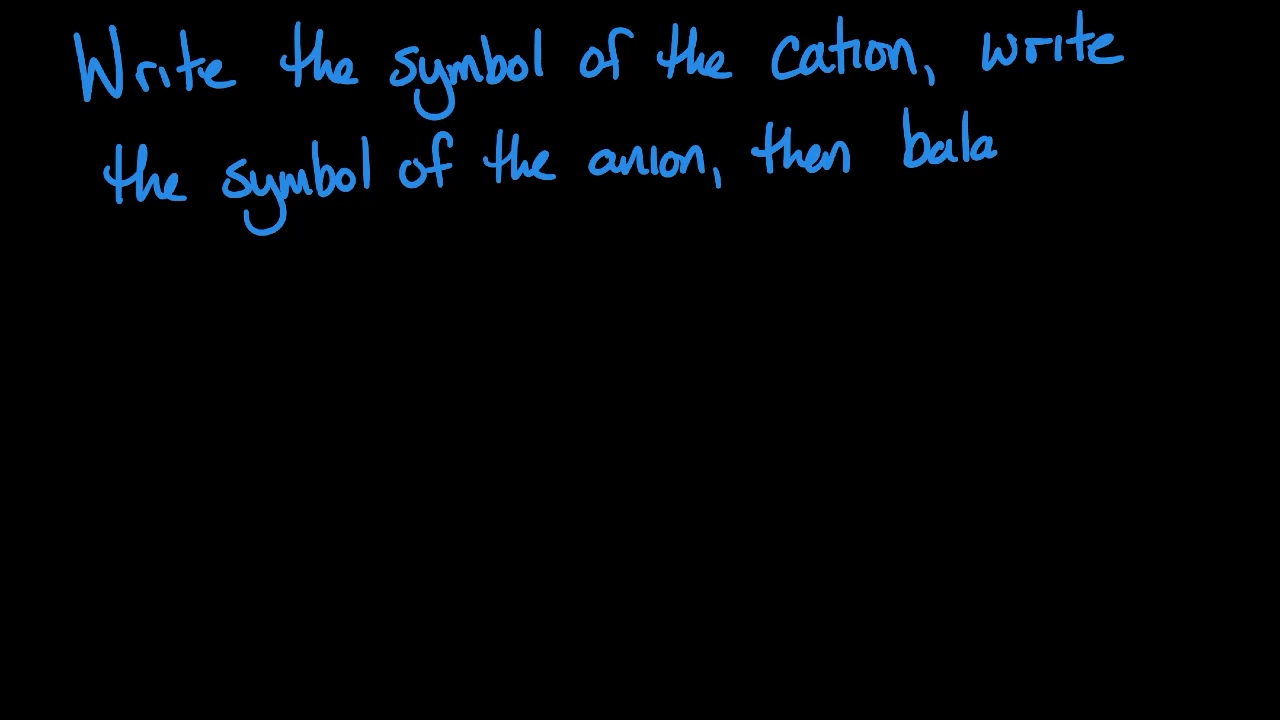 Write the symbol of the cation, write
the symbol of the anion, then bala